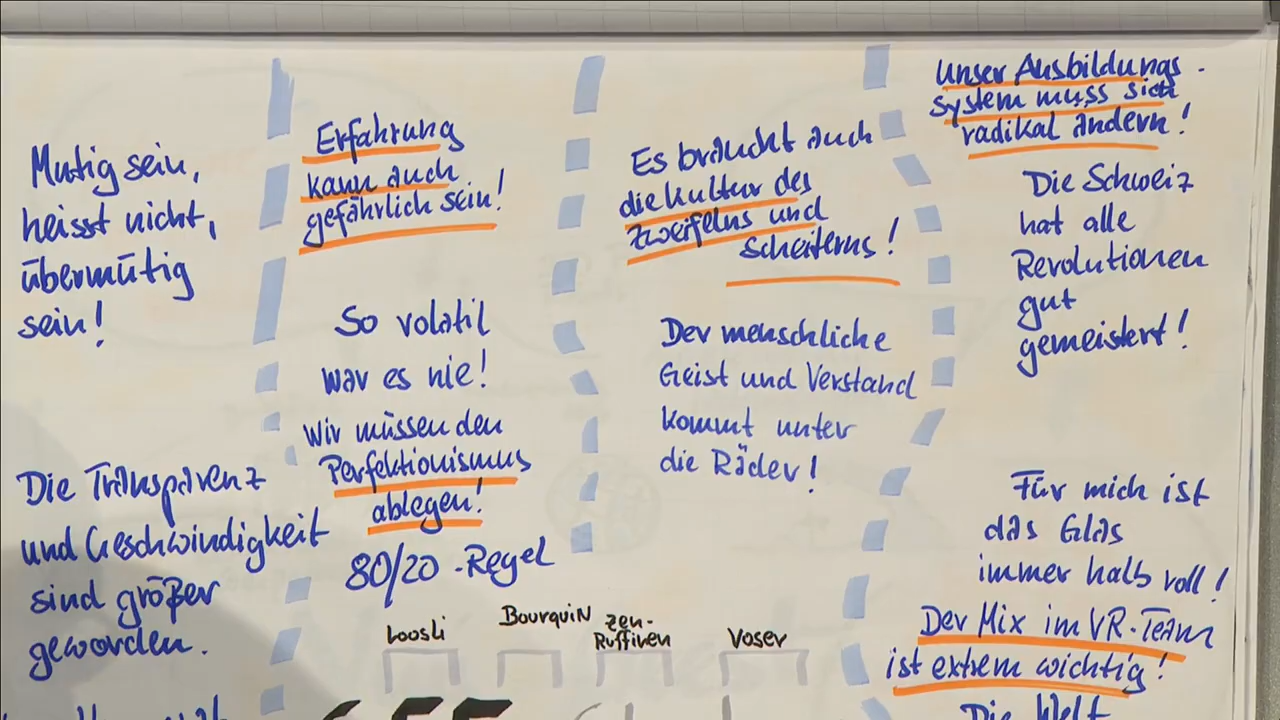 Mutig sein,
heisst nicht,
übermütig
sein!
Die Transparenz
und Geschwindigkeit
sind größer
geworden.
Erfahrung
kann auch
gefährlich sein!
So volatil
war es nie!
Wir müssen den
Perfektionismus
ablegen!
80/20-Regel
Es braucht auch
die Kultur des
Zweifelns und
Scheiterns!
Der menschliche
Geist und Verstand
kommt unter
die Räder!
Unser Ausbildungs-
system muss sich
radikal ändern!
Die Schweiz
hat alle
Revolutionen
gut
gemeistert!
Für mich ist
das Glas
immer halb voll!
Der Mix im VR-Team
ist extrem wichtig!
Die Welt
Loosli
Bourquin
Zen-
Ruffinen
Voser